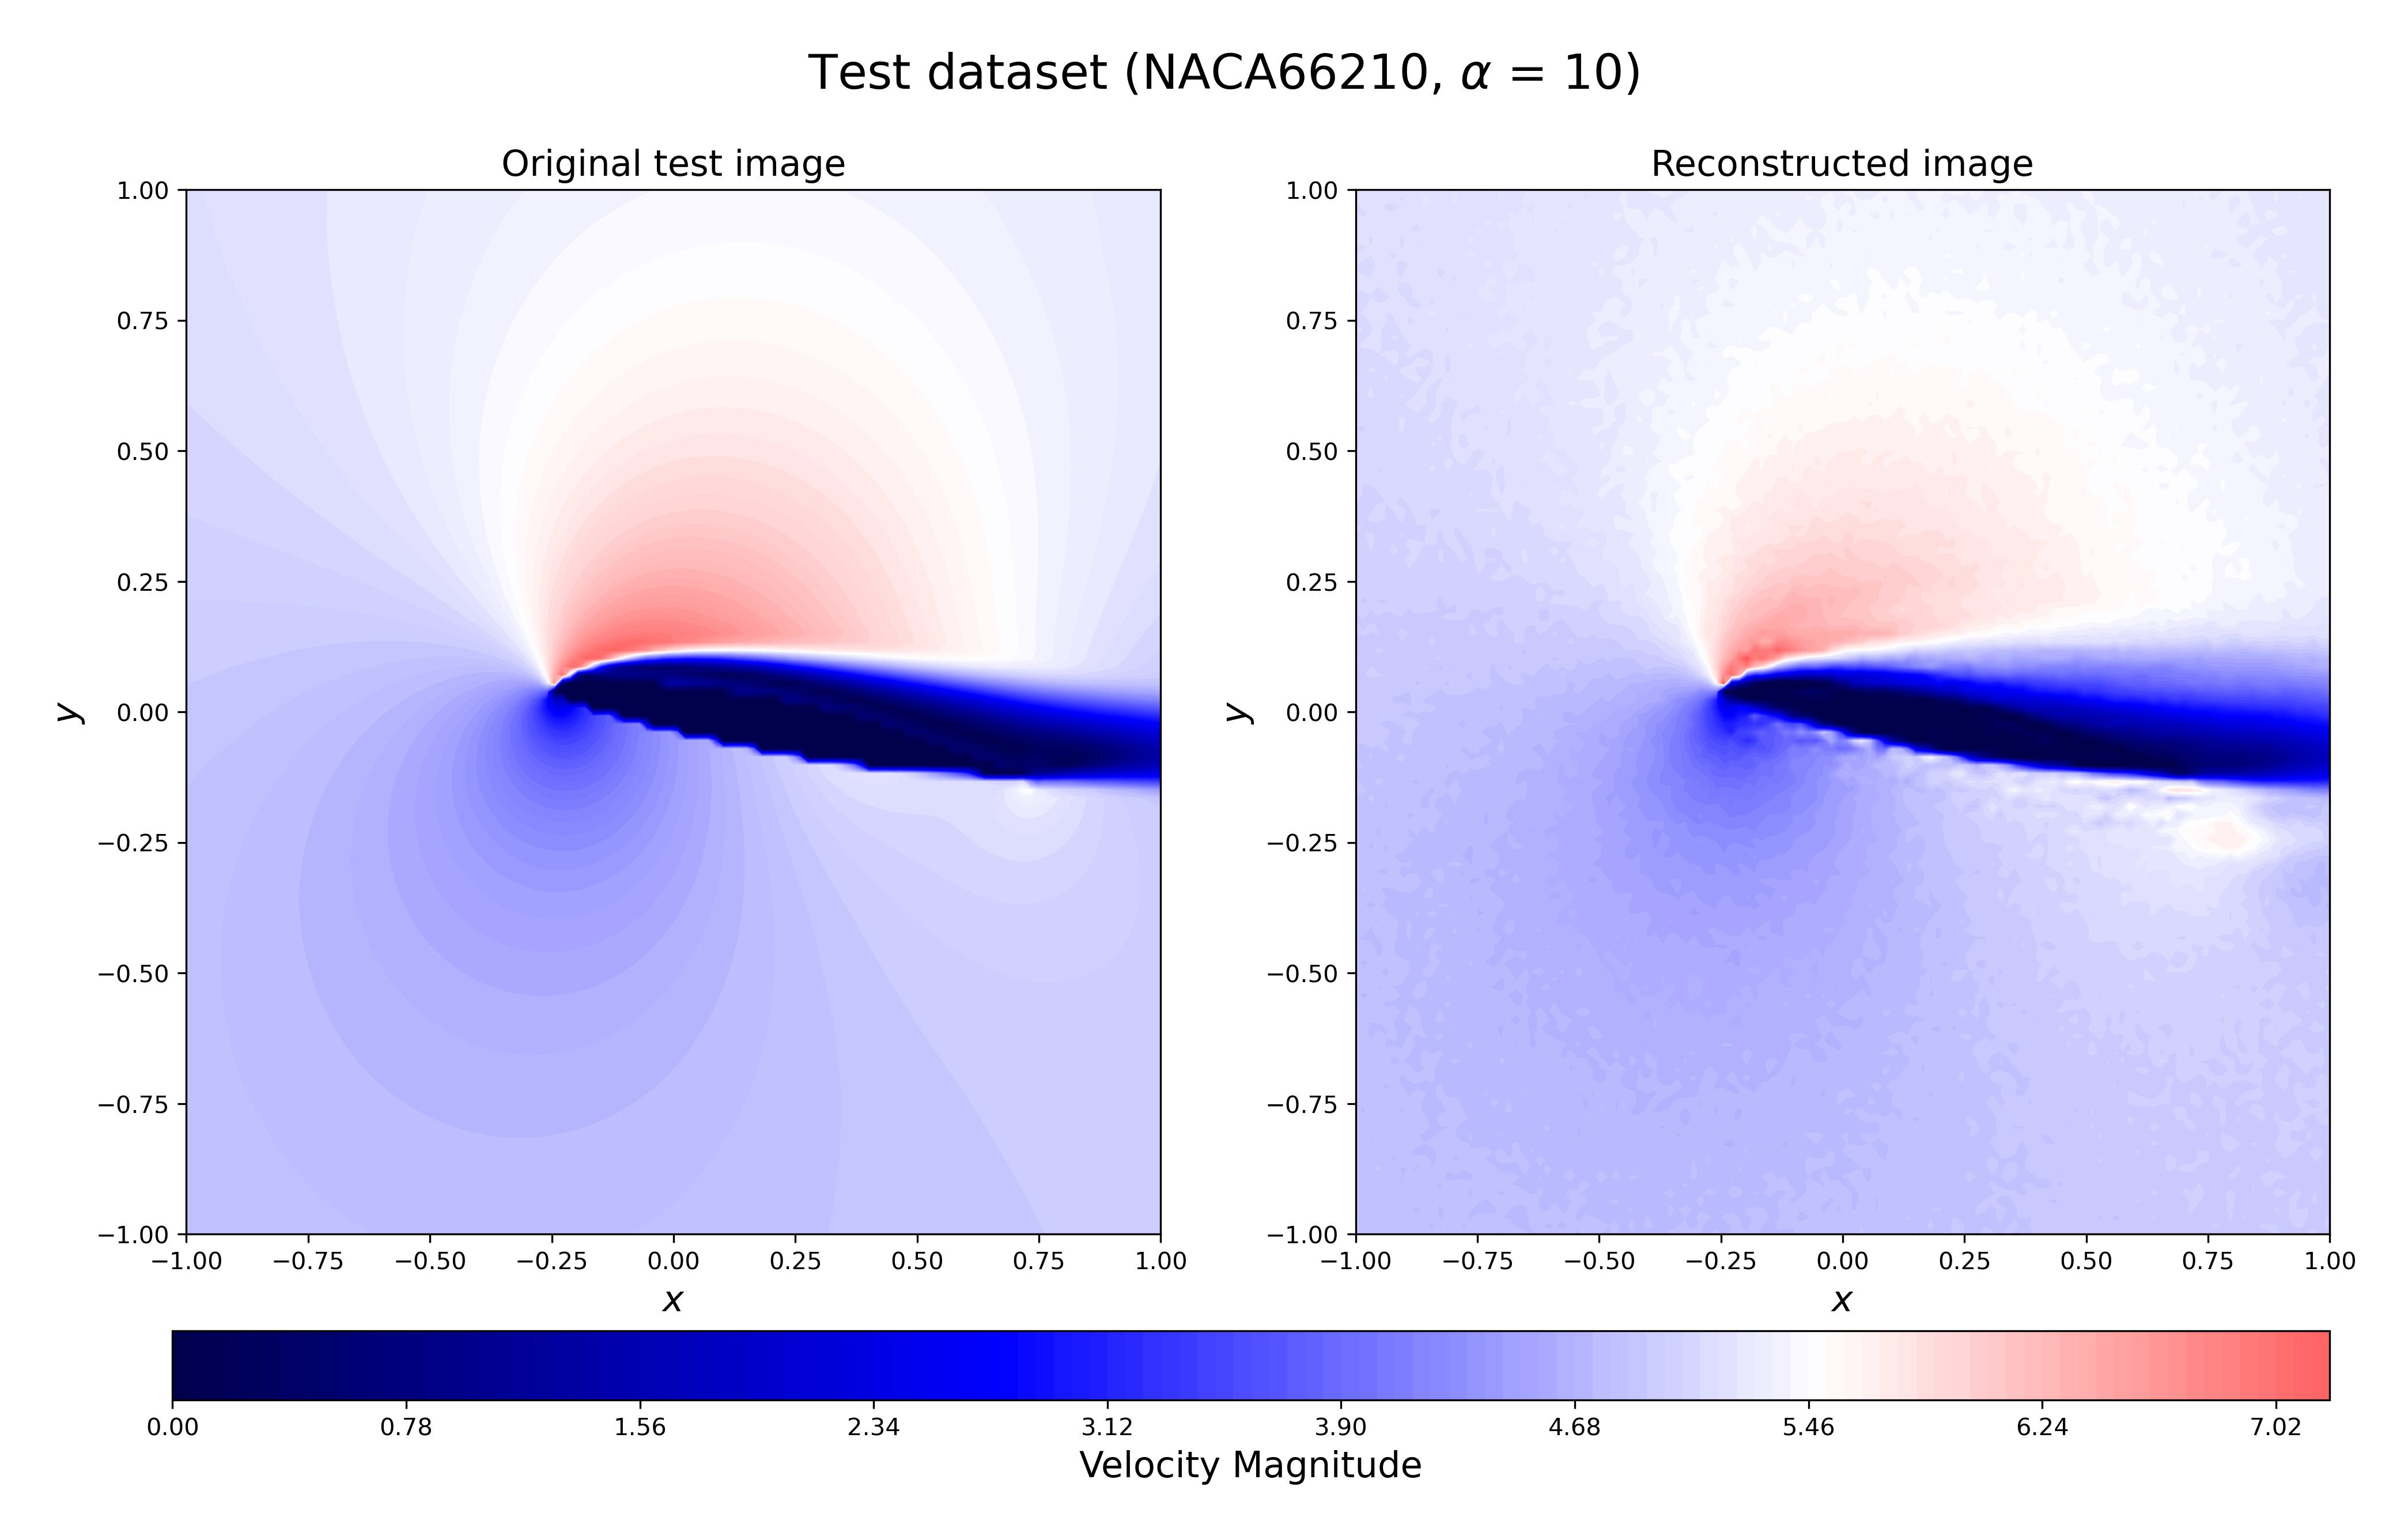 Test dataset (NACA66210, α = 10)
Original test image
1.00
0.75
0.50
0.25
0.00
−0.25
−0.50
−0.75
−1.00
y
−1.00 −0.75 −0.50 −0.25 0.00 0.25 0.50 0.75 1.00
x
Reconstructed image
1.00
0.75
0.50
0.25
0.00
−0.25
−0.50
−0.75
−1.00
y
−1.00 −0.75 −0.50 −0.25 0.00 0.25 0.50 0.75 1.00
x
0.00 0.78 1.56 2.34 3.12 3.90 4.68 5.46 6.24 7.02
Velocity Magnitude